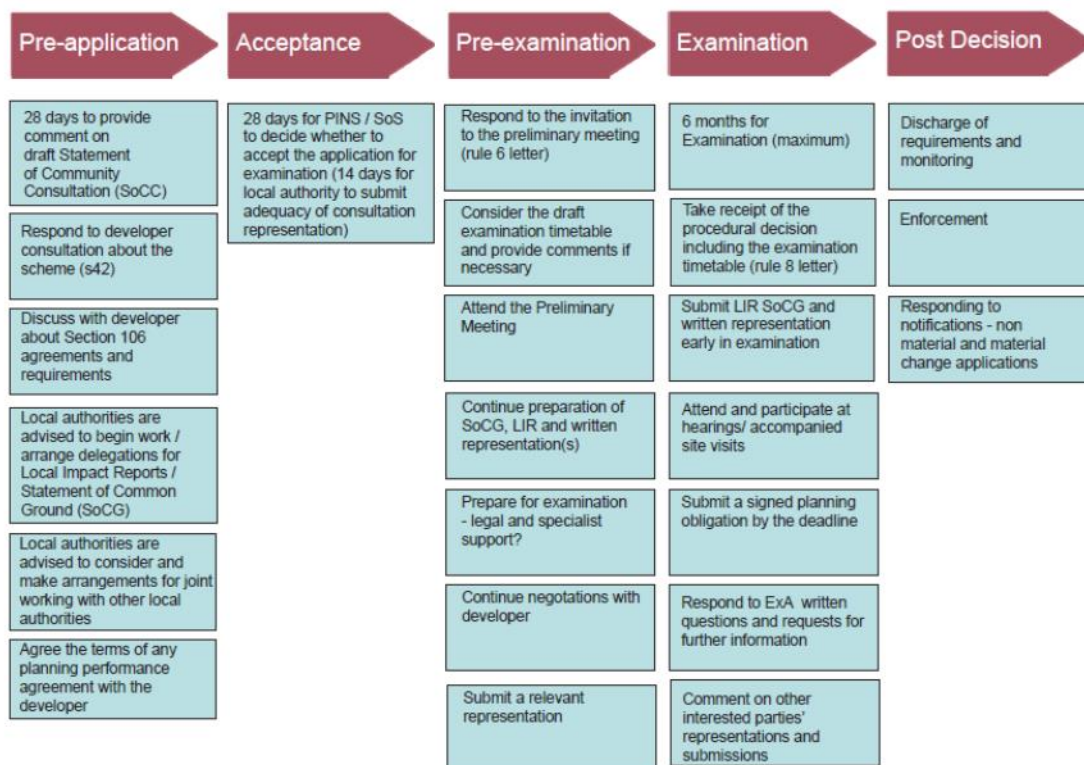 Pre-application
Acceptance
Pre-examination
Examination
Post Decision
28 days to provide
comment on
draft Statement
of Community
Consultation (SoCC)
Respond to developer
consultation about the
scheme (s42)
Discuss with developer
about Section 106
agreements and
requirements
Local authorities are
advised to begin work /
arrange delegations for
Local Impact Reports /
Statement of Common
Ground (SoCG)
Local authorities are
advised to consider and
make arrangements for joint
working with other local
authorities
Agree the terms of any
planning performance
agreement with the
developer
28 days for PINS / SoS
to decide whether to
accept the application for
examination (14 days for
local authority to submit
adequacy of consultation
representation)
Respond to the invitation
to the preliminary meeting
(rule 6 letter)
Consider the draft
examination timetable
and provide comments if
necessary
Attend the Preliminary
Meeting
Continue preparation of
SoCG, LIR and written
representation(s)
Prepare for examination
- legal and specialist
support?
Continue negotations with
developer
Submit a relevant
representation
6 months for
Examination (maximum)
Take receipt of the
procedural decision
including the examination
timetable (rule 8 letter)
Submit LIR SoCG and
written representation
early in examination
Attend and participate at
hearings/ accompanied
site visits
Submit a signed planning
obligation by the deadline
Respond to ExA written
questions and requests for
further information
Comment on other
interested parties'
representations and
submissions
Discharge of
requirements and
monitoring
Enforcement
Responding to
notifications - non
material and material
change applications